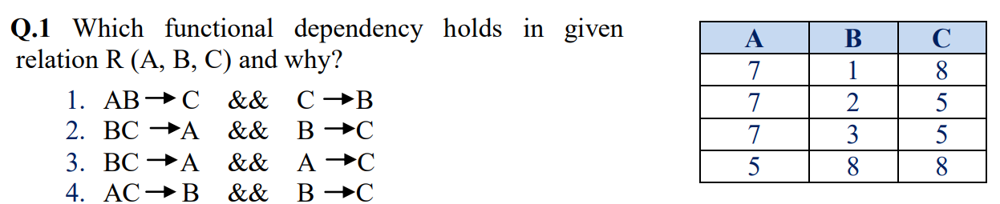 Q.1 Which functional dependency holds in given
relation R (A, B, C) and why?
1. AB → C && C → B
2. BC → A && B → C
3. BC → A && A → C
4. AC → B && B → C
A B C
7 1 8
7 2 5
7 3 5
5 8 8